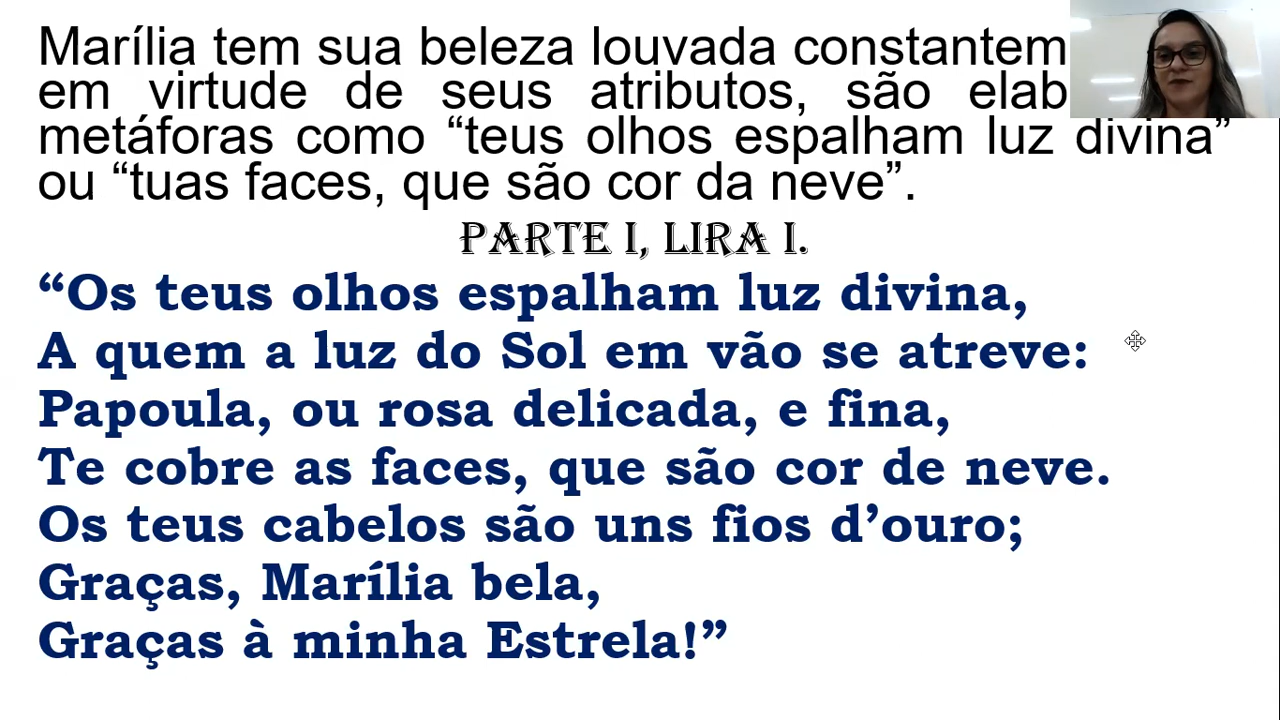 Marília tem sua beleza louvada
em virtude de seus atributos, são
metáforas como “teus olhos espalham luz divina”
ou “tuas faces, que são cor da neve”.
PARTE I, LIRA I.
“Os teus olhos espalham luz divina,
A quem a luz do Sol em vão se atreve:
Papoula, ou rosa delicada, e fina,
Te cobre as faces, que são cor de neve.
Os teus cabelos são uns fios d’ouro;
Graças, Marília bela,
Graças à minha Estrela!”